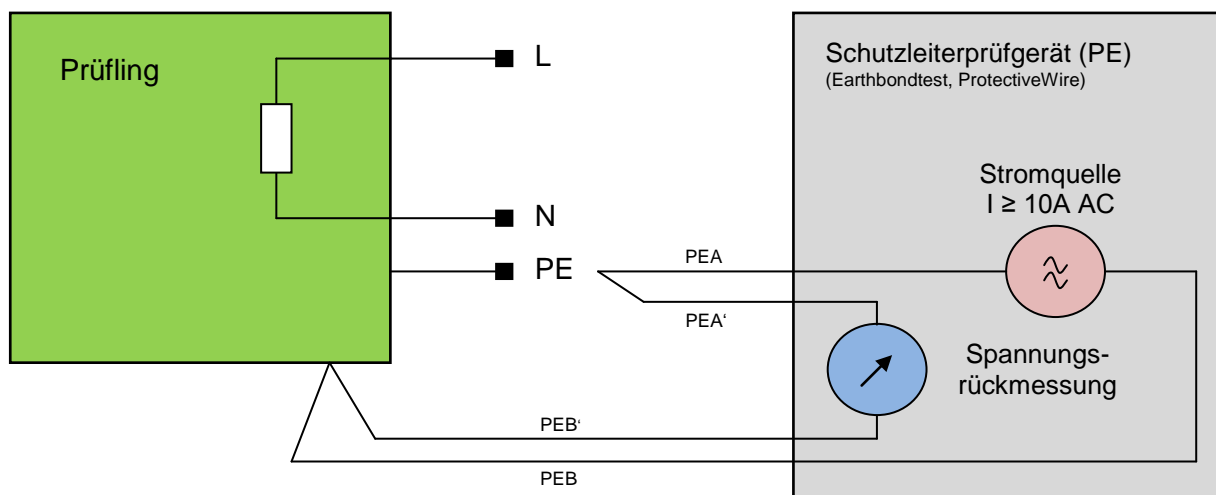 Prüfling
L
N
PE
PEA
PEA‘
PEB‘
PEB
Schutzleiterprüfgerät (PE)
(Earthbondtest, ProtectiveWire)
Stromquelle
I ≥ 10A AC
Spannungs-
rückmessung